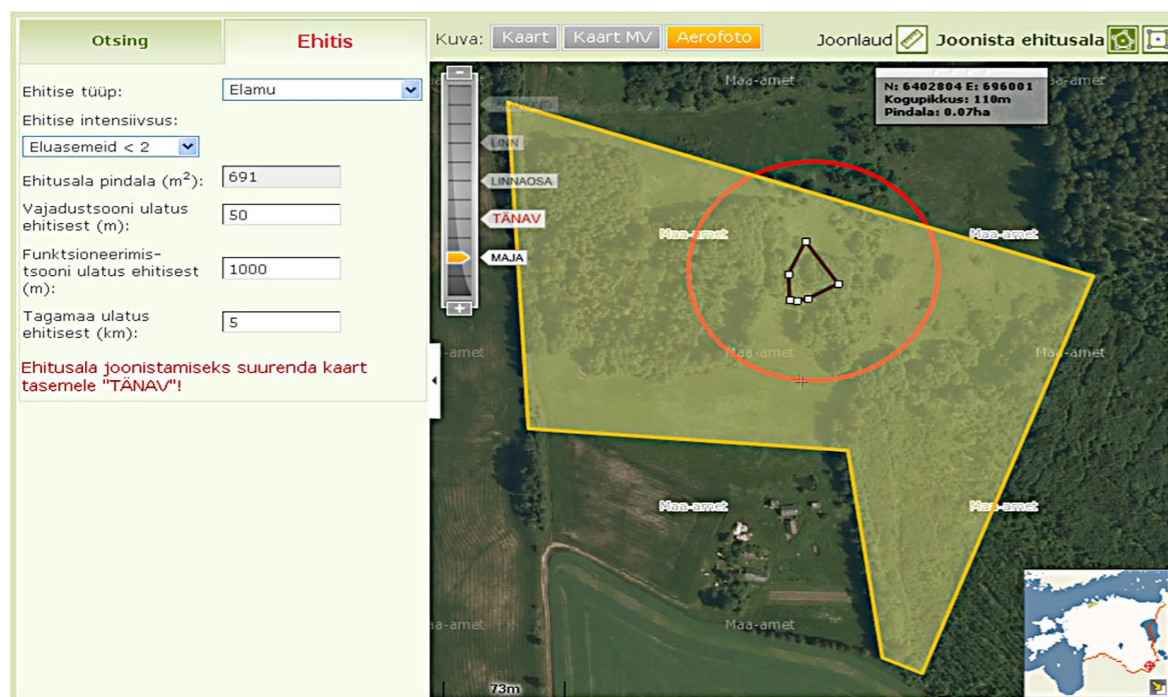 Otsing
Ehitis
Kuva: Kaart Kaart MV Aerofoto
Joonlaud Joonista ehitusala
Ehitise tüüp: Elamu
Ehitise intensiivsus:
Eluasemeid < 2
Ehitusala pindala (m²): 691
Vajadustsooni ulatus
ehitisest (m): 50
Funktsioneerimis-
tsooni ulatus ehitisest
(m): 1000
Tagamaa ulatus
ehitisest (km): 5
Ehitusala joonistamiseks suurenda kaart
tasemele "TÄNAV"!
LINN
LINNAOSA
TÄNAV
MAJA
N: 6402804 E: 696001
Kogupikkus: 110m
Pindala: 0.07ha
Maa-amet
Maa-amet
Maa-amet
Maa-amet
Maa-amet
Maa-amet
Maa-amet
Maa-amet
Maa-amet
73m